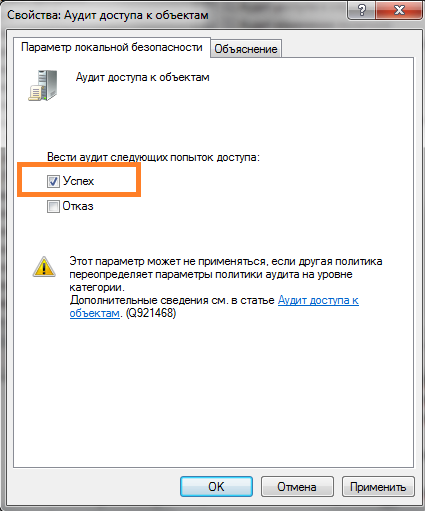 Свойства: Аудит доступа к объектам
Параметр локальной безопасности
Объяснение
Аудит доступа к объектам
Вести аудит следующих попыток доступа:
Успех
Отказ
Этот параметр может не применяться, если другая политика
переопределяет параметры политики аудита на уровне
категории.
Дополнительные сведения см. в статье Аудит доступа к
объектам. (Q921468)
ОК
Отмена
Применить